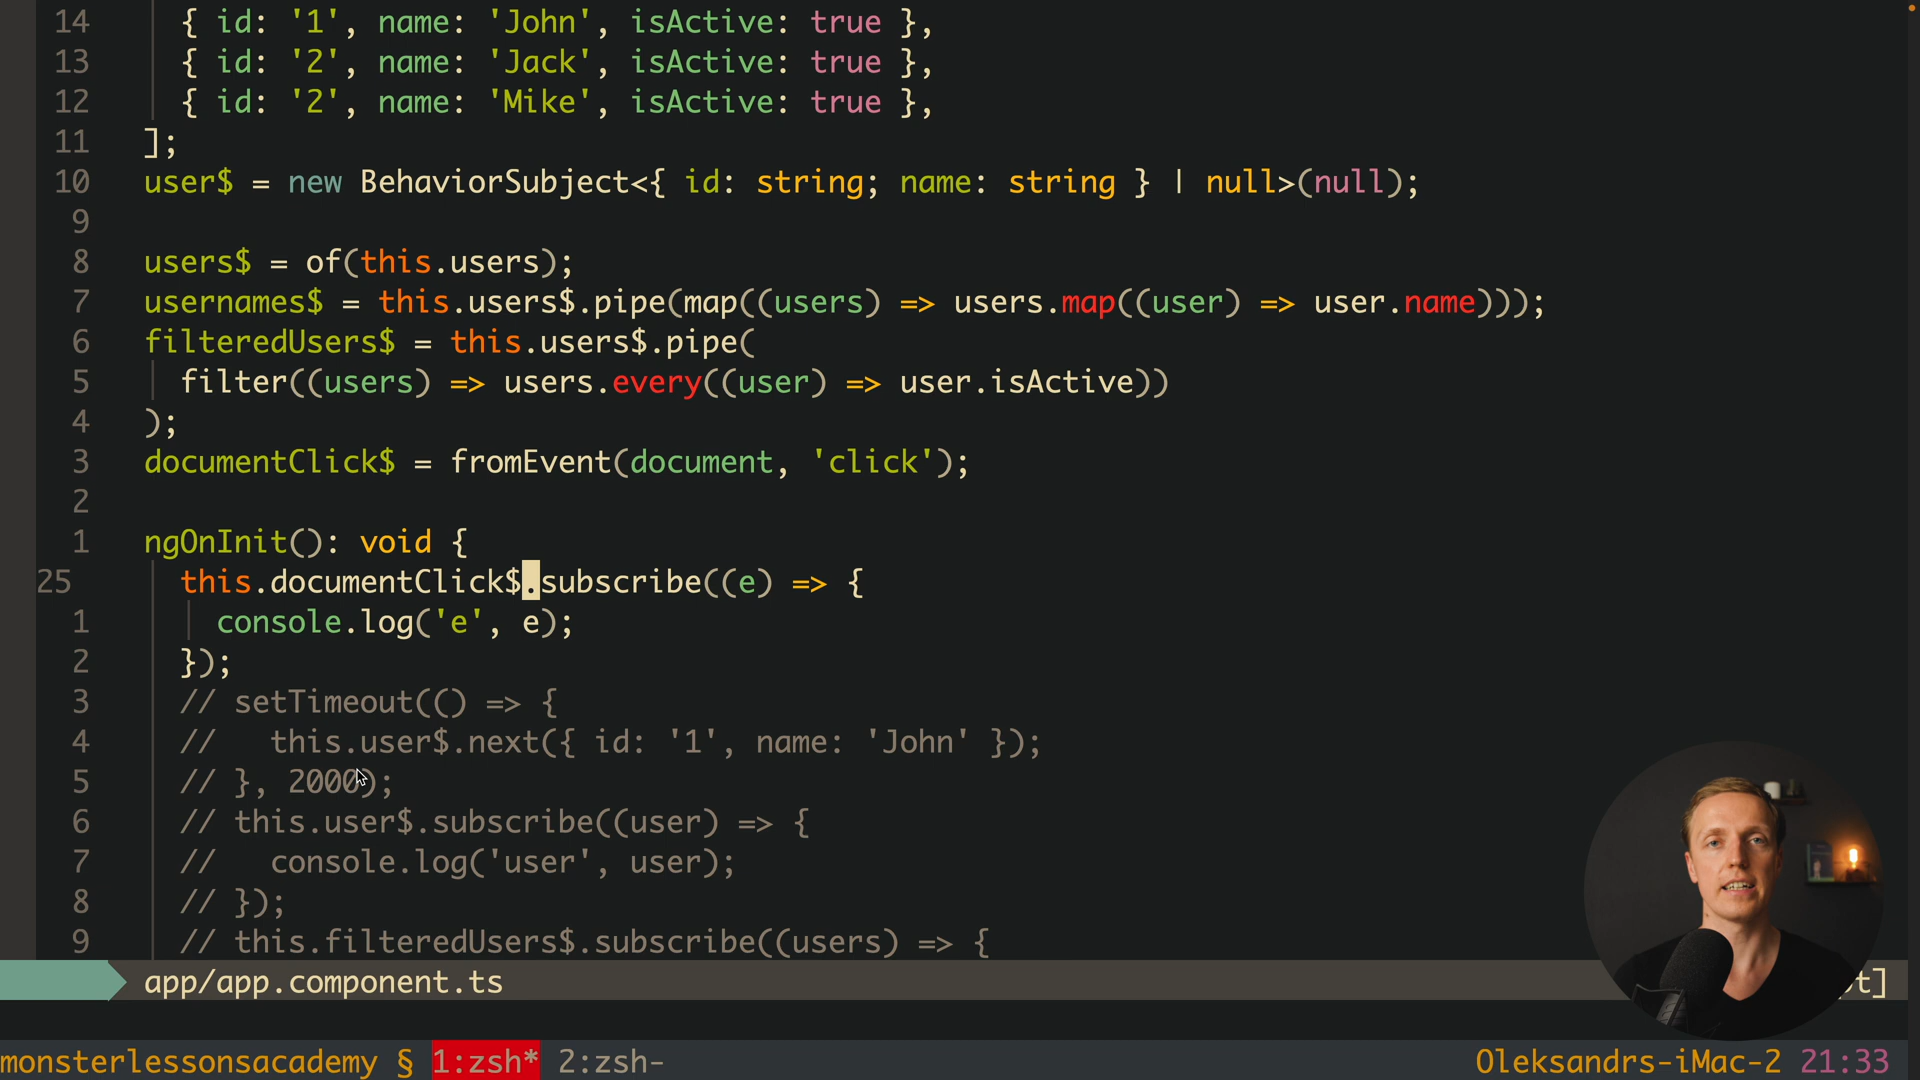 14 { id: '1', name: 'John', isActive: true },
13 { id: '2', name: 'Jack', isActive: true },
12 { id: '2', name: 'Mike', isActive: true },
11 ];
10 user$ = new BehaviorSubject<{ id: string; name: string } | null>(null);
9
8 users$ = of(this.users);
7 usernames$ = this.users$.pipe(map((users) => users.map((user) => user.name)));
6 filteredUsers$ = this.users$.pipe(
5 filter((users) => users.every((user) => user.isActive))
4 );
3 documentClick$ = fromEvent(document, 'click');
2
1 ngOnInit(): void {
25 this.documentClick$.subscribe((e) => {
1 console.log('e', e);
2 });
3 // setTimeout(() => {
4 // this.user$.next({ id: '1', name: 'John' });
5 // }, 2000);
6 // this.user$.subscribe((user) => {
7 // console.log('user', user);
8 // });
9 // this.filteredUsers$.subscribe((users) => {
app/app.component.ts t]
monsterlessonsacademy § 1:zsh* 2:zsh- Oleksandrs-iMac-2 21:33